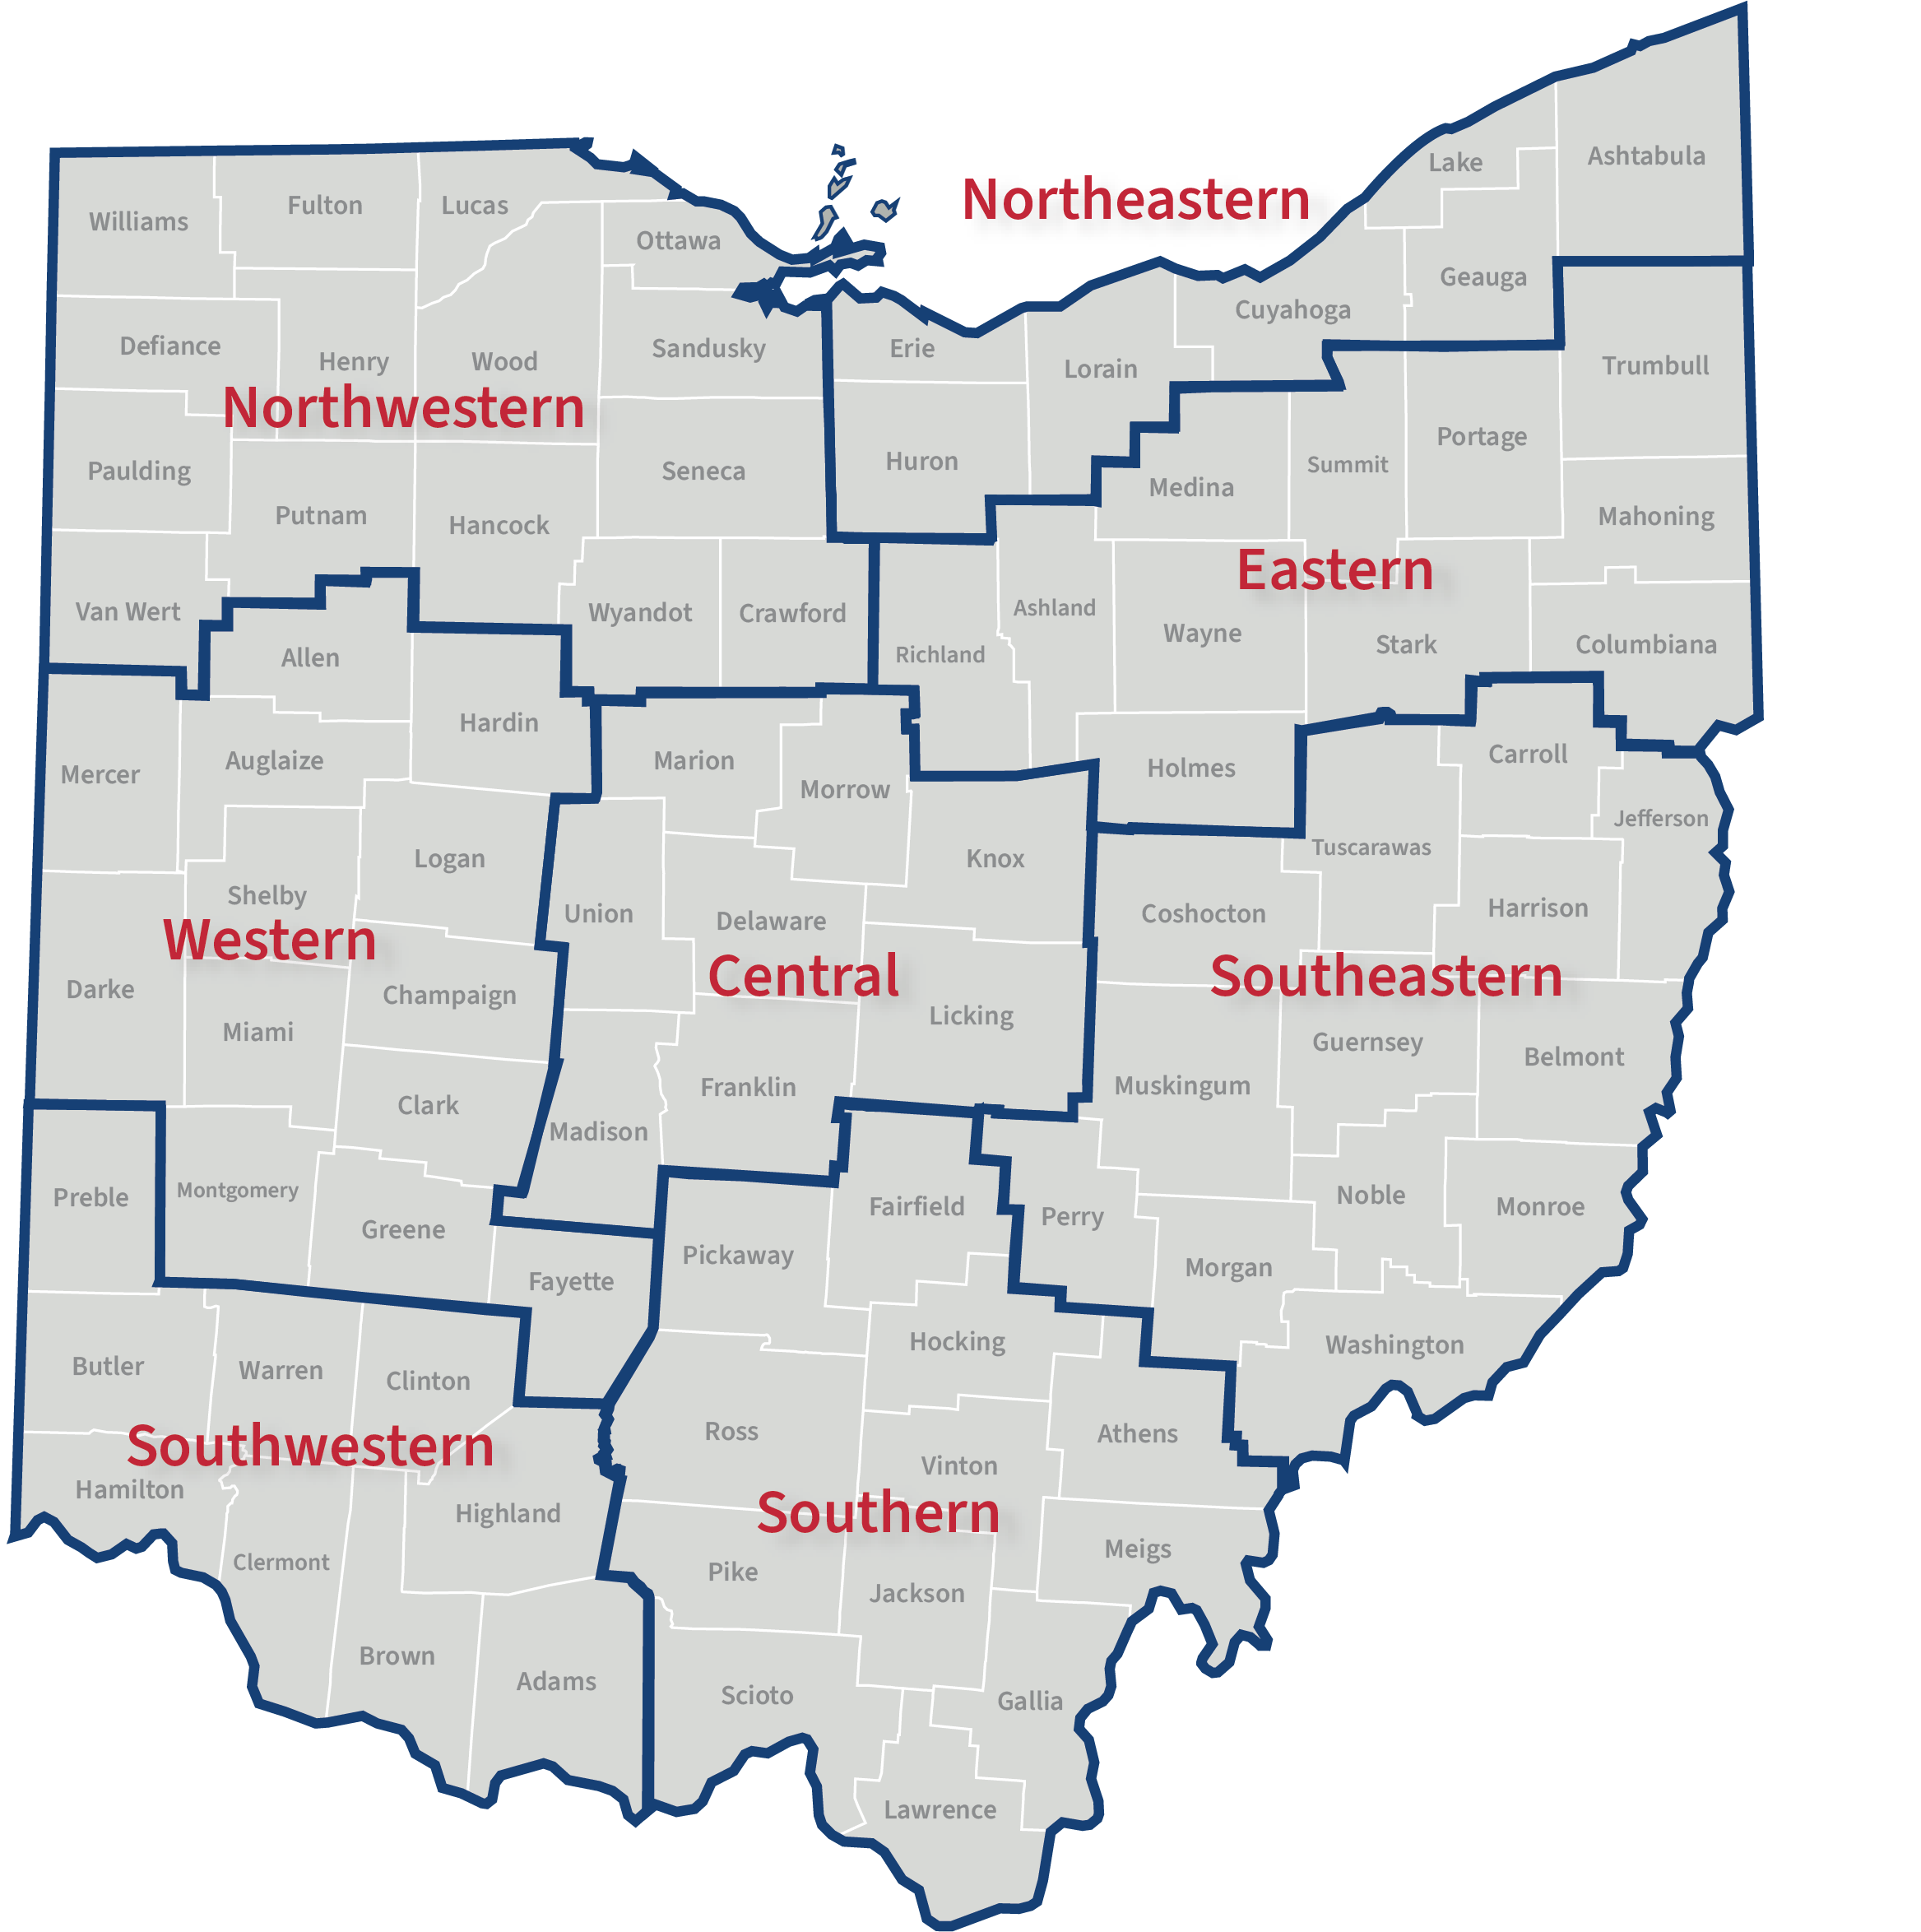 Ashtabula
Lake
Northeastern
Fulton
Lucas
Williams
Ottawa
Geauga
Cuyahoga
Defiance
Henry
Wood
Sandusky
Erie
Lorain
Trumbull
Northwestern
Portage
Paulding
Seneca
Huron
Summit
Medina
Putnam
Hancock
Mahoning
Eastern
Van Wert
Wyandot
Crawford
Ashland
Wayne
Stark
Columbiana
Allen
Richland
Hardin
Mercer
Auglaize
Marion
Morrow
Holmes
Carroll
Jefferson
Logan
Knox
Tuscarawas
Shelby
Union
Delaware
Coshocton
Harrison
Western
Central
Southeastern
Darke
Champaign
Miami
Licking
Guernsey
Belmont
Clark
Franklin
Muskingum
Madison
Preble
Montgomery
Greene
Fairfield
Perry
Noble
Monroe
Fayette
Pickaway
Morgan
Butler
Warren
Clinton
Hocking
Washington
Southwestern
Ross
Athens
Hamilton
Highland
Vinton
Southern
Clermont
Pike
Jackson
Meigs
Brown
Adams
Scioto
Gallia
Lawrence